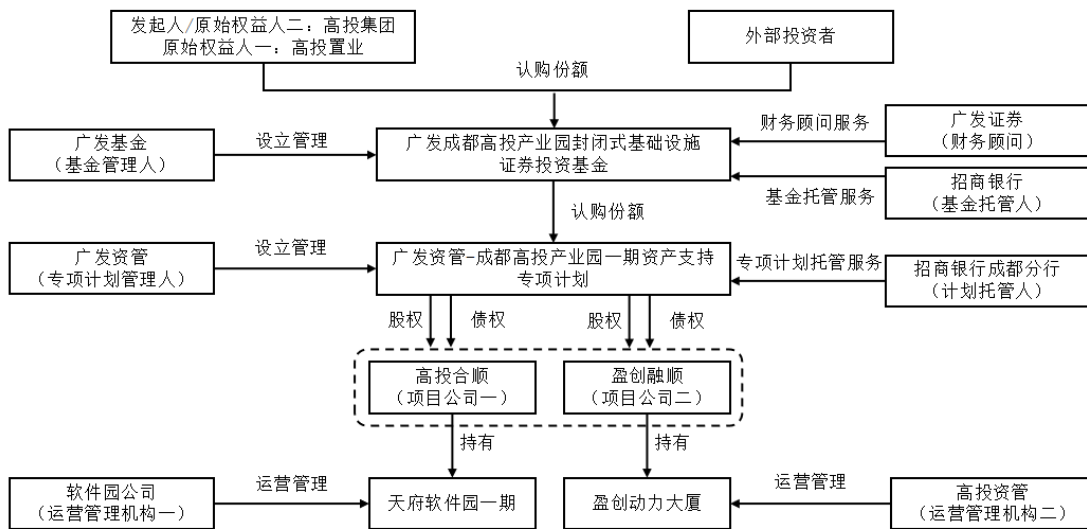 发起人/原始权益人二：高投集团
原始权益人一：高投置业
外部投资者
认购份额
广发基金
（基金管理人）
设立管理
广发成都高投产业园封闭式基础设施
证券投资基金
财务顾问服务
广发证券
（财务顾问）
基金托管服务
招商银行
（基金托管人）
认购份额
广发资管
（专项计划管理人）
设立管理
广发资管-成都高投产业园一期资产支持
专项计划
专项计划托管服务
招商银行成都分行
（计划托管人）
股权
债权
股权
债权
高投合顺
（项目公司一）
盈创融顺
（项目公司二）
持有
持有
软件园公司
（运营管理机构一）
运营管理
天府软件园一期
盈创动力大厦
运营管理
高投资管
（运营管理机构二）